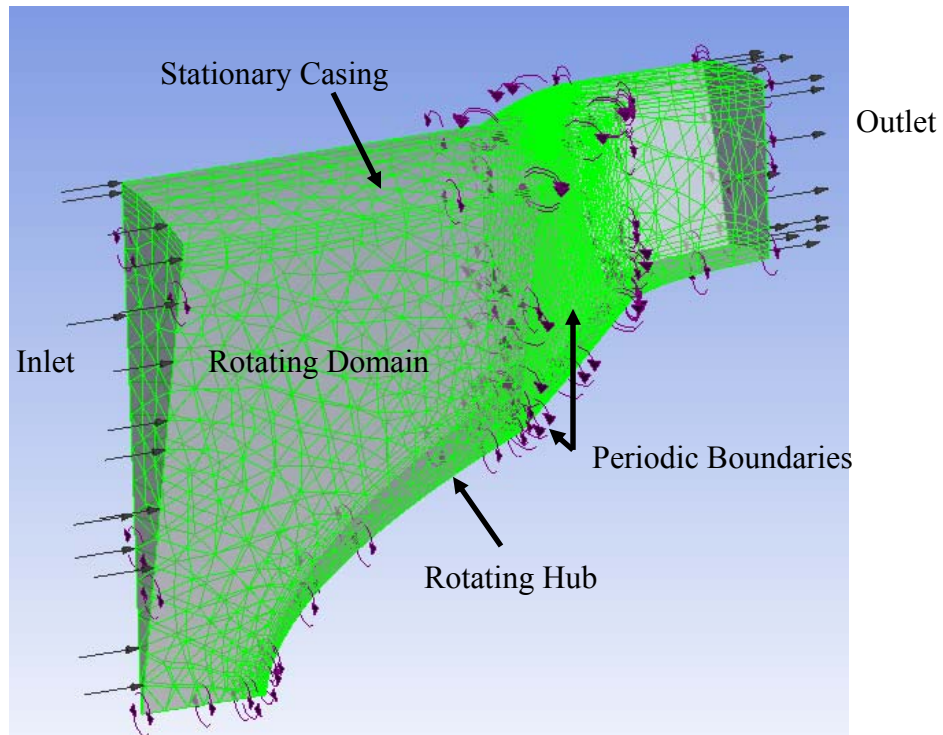 Stationary Casing
Outlet
Inlet
Rotating Domain
Periodic Boundaries
Rotating Hub